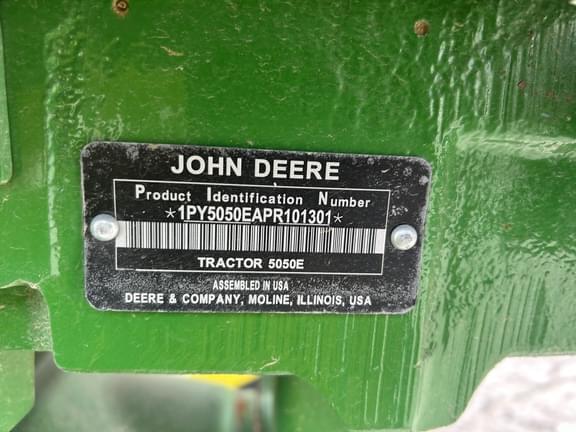 JOHN DEERE
Product Identification Number
*1PY5050EAPR101301*
TRACTOR 5050E
ASSEMBLED IN USA
DEERE & COMPANY, MOLINE, ILLINOIS, USA